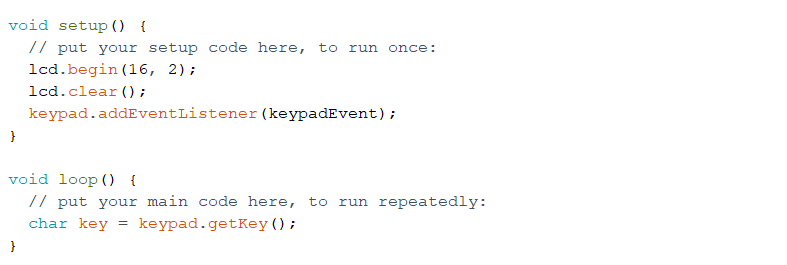 void setup() {
  // put your setup code here, to run once:
  lcd.begin(16, 2);
  lcd.clear();
  keypad.addEventListener(keypadEvent);
}

void loop() {
  // put your main code here, to run repeatedly:
  char key = keypad.getKey();
}